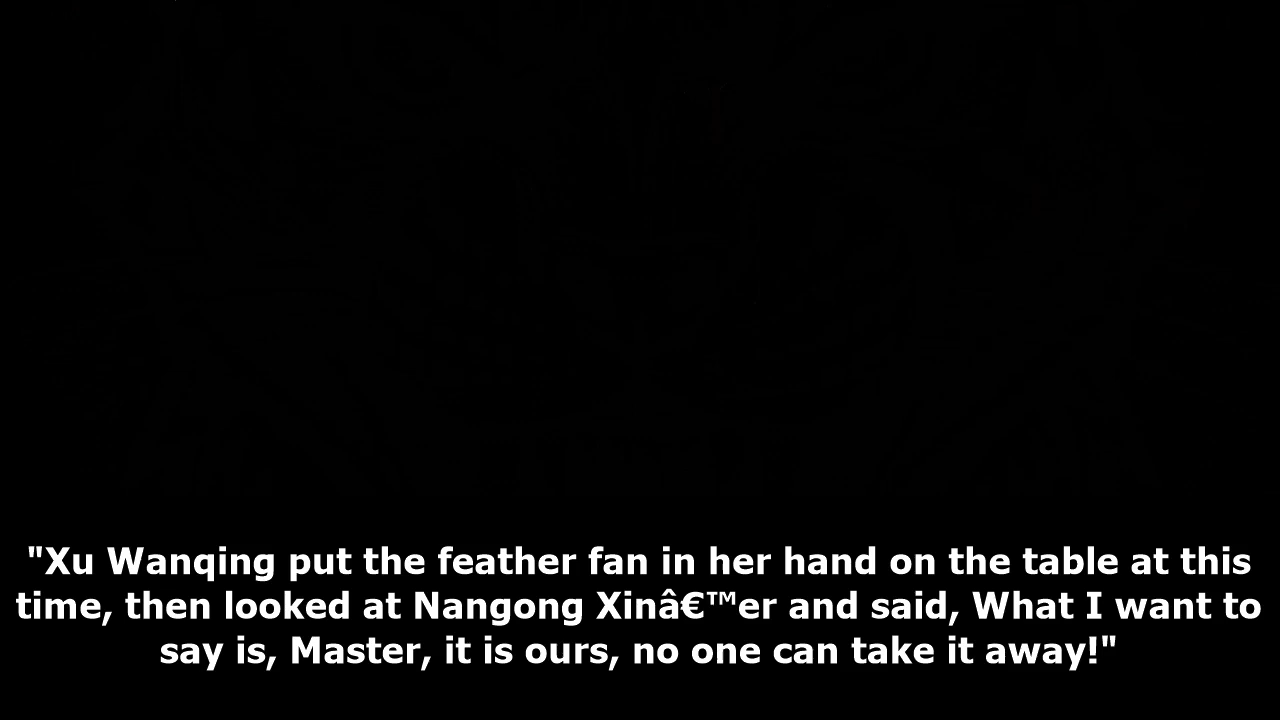 "Xu Wanqing put the feather fan in her hand on the table at this
time, then looked at Nangong Xinâ€™er and said, What I want to
say is, Master, it is ours, no one can take it away!"